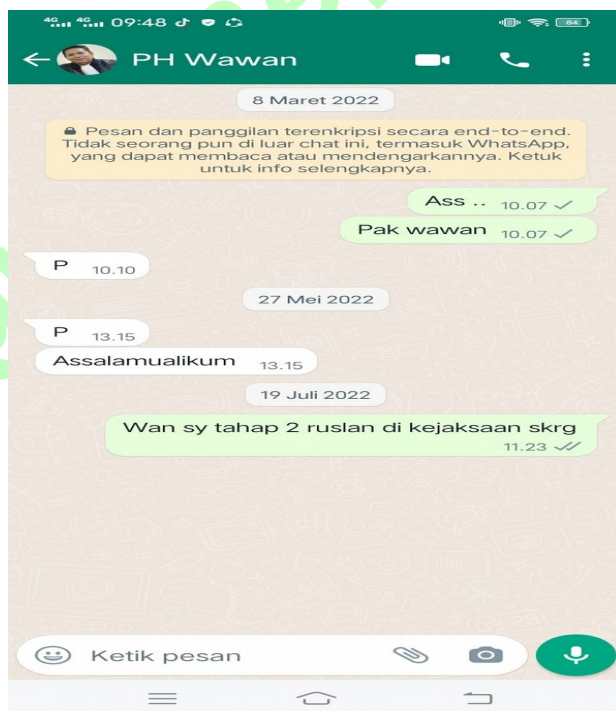 4G 4G 09:48 84
PH Wawan
8 Maret 2022
Pesan dan panggilan terenkripsi secara end-to-end.
Tidak seorang pun di luar chat ini, termasuk WhatsApp,
yang dapat membaca atau mendengarkannya. Ketuk
untuk info selengkapnya.
Ass .. 10.07
Pak wawan 10.07
P 10.10
27 Mei 2022
P 13.15
Assalamualikum 13.15
19 Juli 2022
Wan sy tahap 2 ruslan di kejaksaan skrg
11.23
Ketik pesan